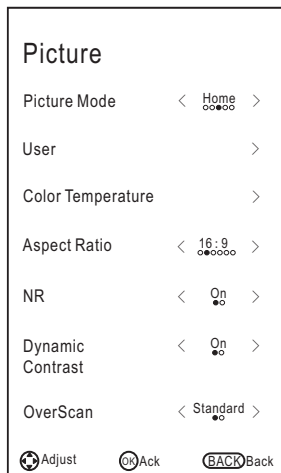 Picture
Picture Mode < Home >
User >
Color Temperature >
Aspect Ratio < 16 : 9 >
NR < On >
Dynamic
Contrast < On >
OverScan < Standard >
Adjust OK Ack BACK Back